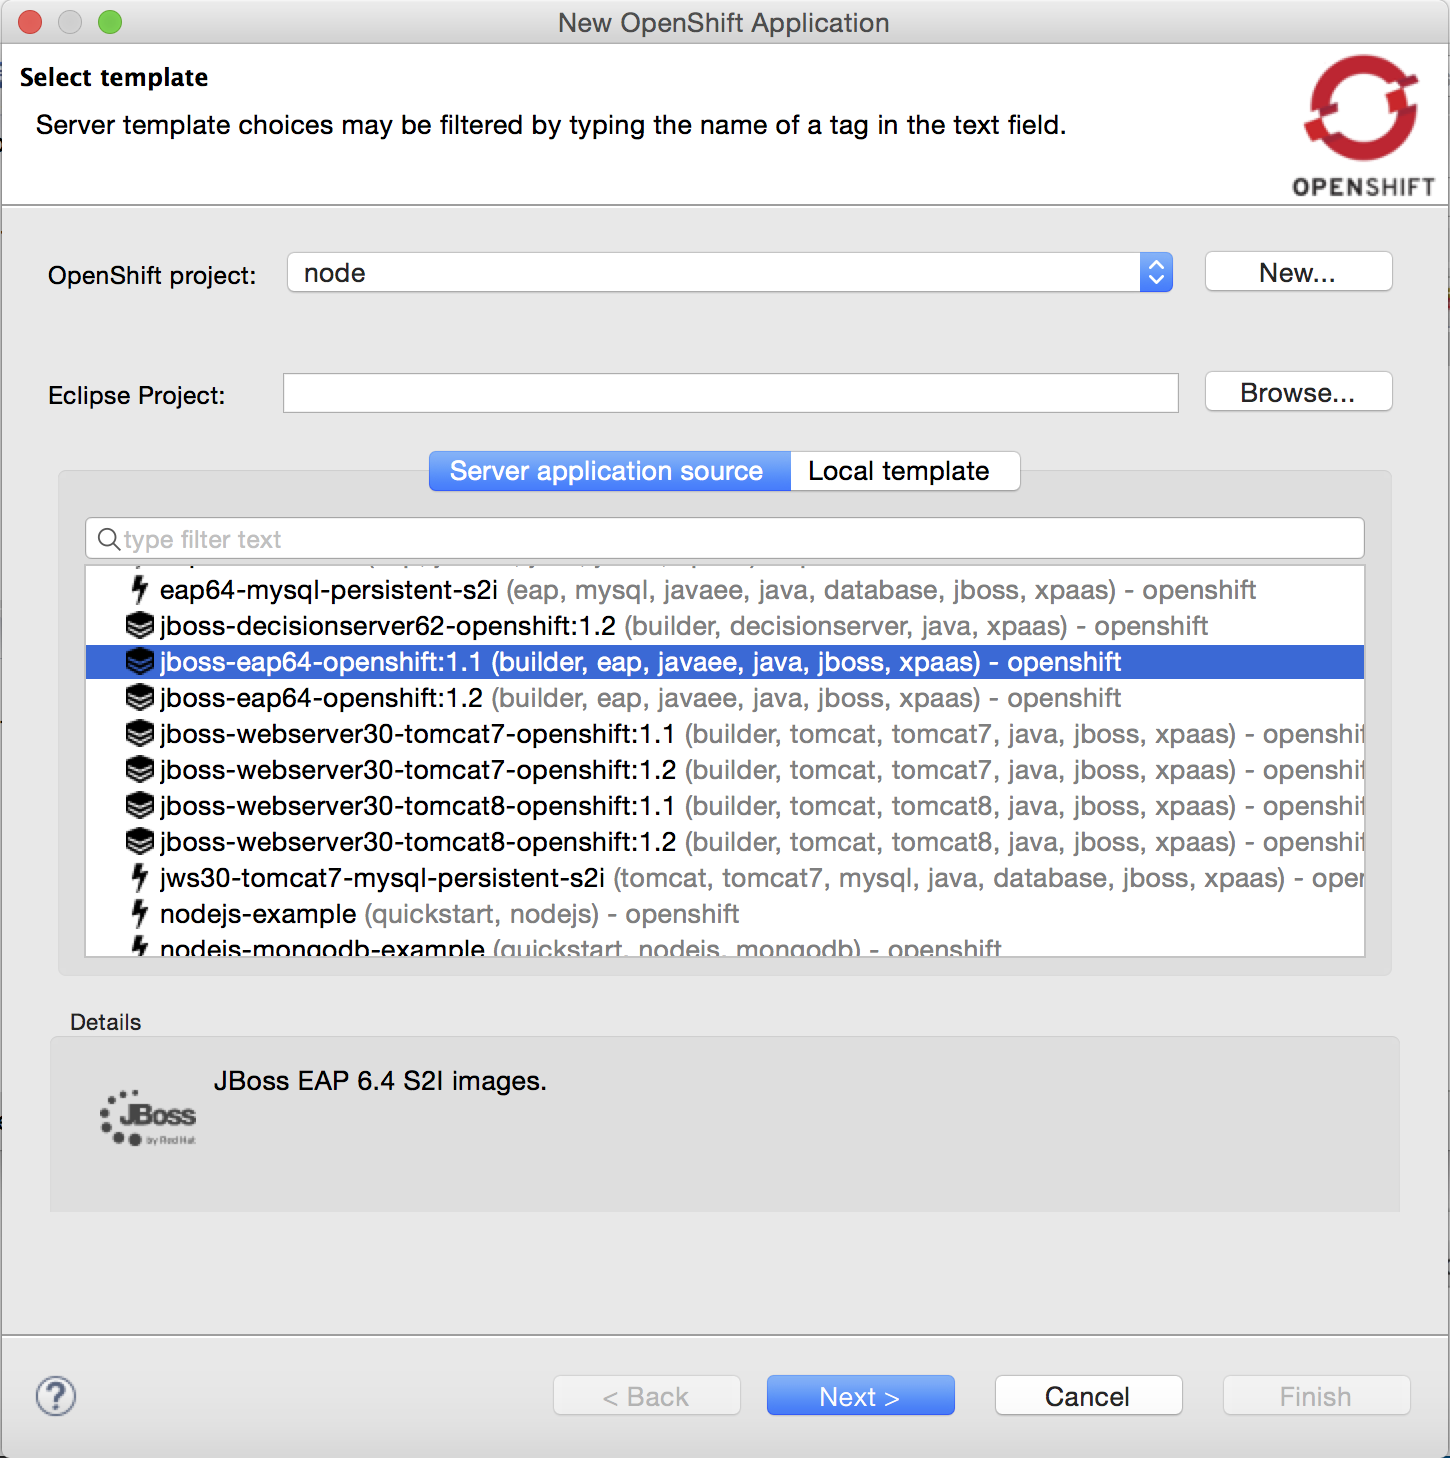 New OpenShift Application
Select template
Server template choices may be filtered by typing the name of a tag in the text field.
OPENSHIFT
OpenShift project: node New...
Eclipse Project: Browse...
Server application source Local template
type filter text
eap64-mysql-persistent-s2i (eap, mysql, javaee, java, database, jboss, xpaas) - openshift
jboss-decisionserver62-openshift:1.2 (builder, decisionserver, java, xpaas) - openshift
jboss-eap64-openshift:1.1 (builder, eap, javaee, java, jboss, xpaas) - openshift
jboss-eap64-openshift:1.2 (builder, eap, javaee, java, jboss, xpaas) - openshift
jboss-webserver30-tomcat7-openshift:1.1 (builder, tomcat, tomcat7, java, jboss, xpaas) - openshif
jboss-webserver30-tomcat7-openshift:1.2 (builder, tomcat, tomcat7, java, jboss, xpaas) - openshif
jboss-webserver30-tomcat8-openshift:1.1 (builder, tomcat, tomcat8, java, jboss, xpaas) - openshif
jboss-webserver30-tomcat8-openshift:1.2 (builder, tomcat, tomcat8, java, jboss, xpaas) - openshif
jws30-tomcat7-mysql-persistent-s2i (tomcat, tomcat7, mysql, java, database, jboss, xpaas) - oper
nodejs-example (quickstart, nodejs) - openshift
nodejs-mongodb-example (quickstart, nodejs, mongodb) - openshift
Details
JBoss EAP 6.4 S2I images.
JBoss
by Red Hat
? < Back Next > Cancel Finish